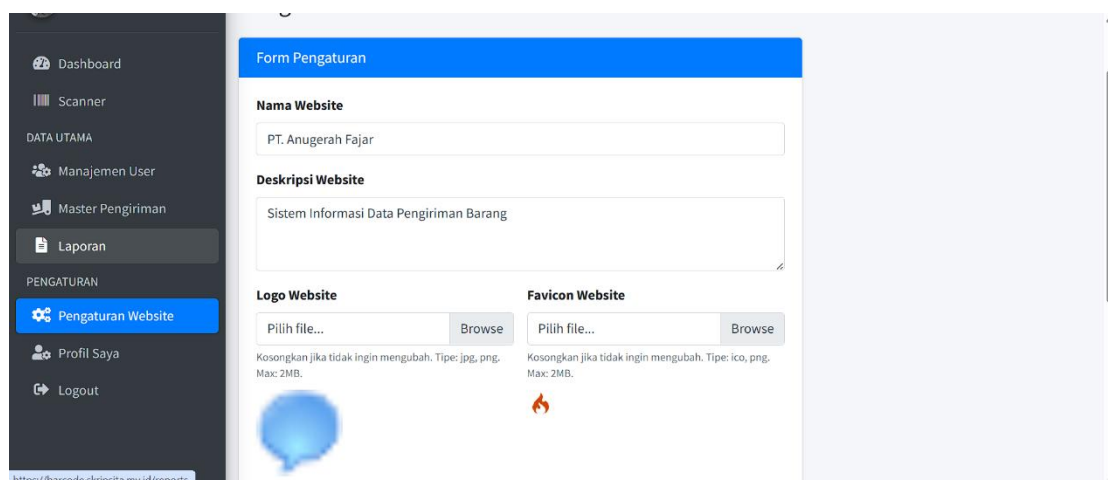 Dashboard
Scanner
DATA UTAMA
Manajemen User
Master Pengiriman
Laporan
PENGATURAN
Pengaturan Website
Profil Saya
Logout
Form Pengaturan
Nama Website
PT. Anugerah Fajar
Deskripsi Website
Sistem Informasi Data Pengiriman Barang
Logo Website
Favicon Website
Pilih file... Browse
Pilih file... Browse
Kosongkan jika tidak ingin mengubah. Tipe: jpg, png.
Max: 2MB.
Kosongkan jika tidak ingin mengubah. Tipe: ico, png.
Max: 2MB.